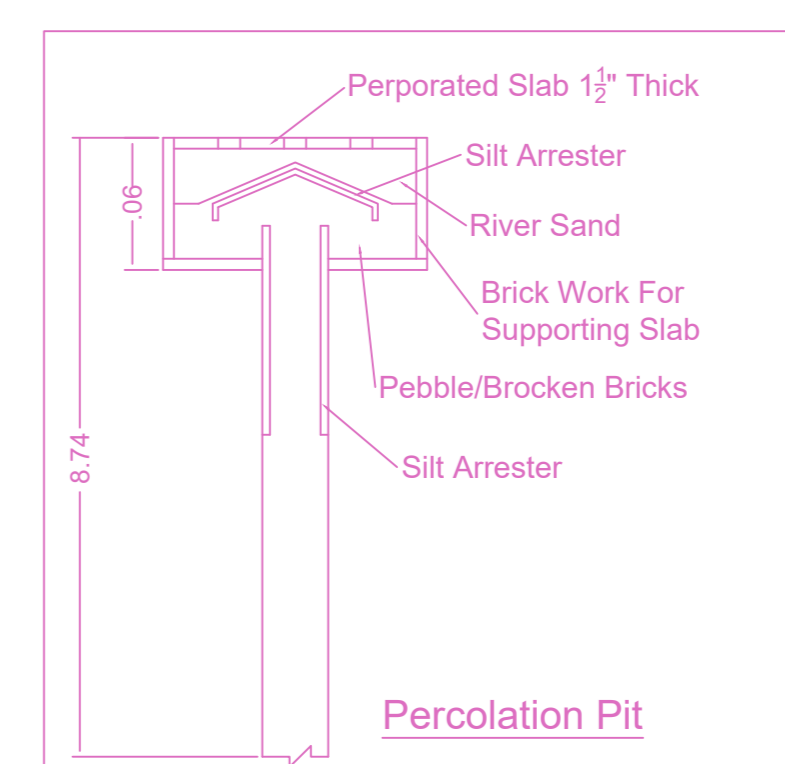 Perporated Slab 1½" Thick
Silt Arrester
.06
River Sand
Brick Work For
Supporting Slab
Pebble/Brocken Bricks
8.74
Silt Arrester
Percolation Pit